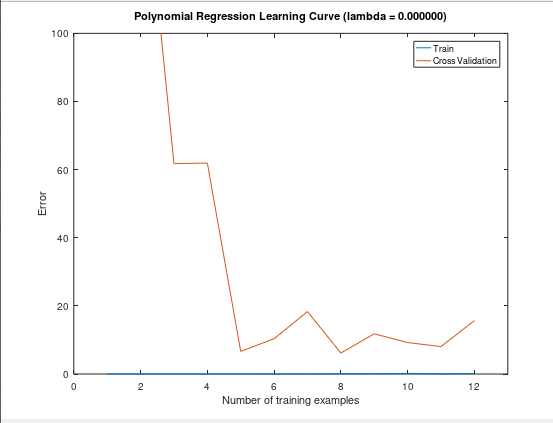 Polynomial Regression Learning Curve (lambda = 0.000000)
Train
Cross Validation
100
80
60
40
20
0
Error
0 2 4 6 8 10 12
Number of training examples